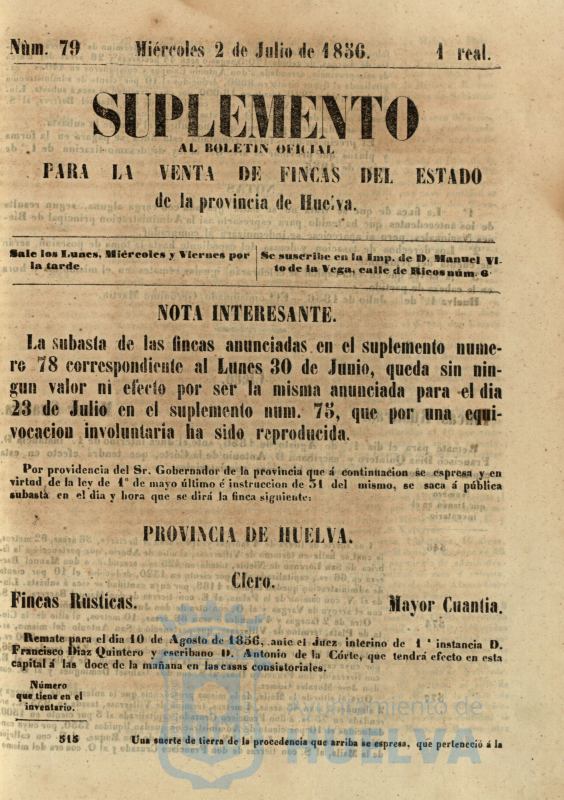 Núm. 79 Miércoles 2 de Julio de 1856. 1 real.
SUPLEMENTO
AL BOLETIN OFICIAL
PARA LA VENTA DE FINCAS DEL ESTADO
de la provincia de Huelva.
Sale los Lunes, Miércoles y Viernes por
la tarde
Se suscribe en la Imp. de D. Manuel Vi-
to de la Vega, calle de Ricos núm. 6
NOTA INTERESANTE.
La subasta de las fincas anunciadas en el suplemento nume-
ro 78 correspondiente al Lunes 30 de Junio, queda sin nin-
gun valor ni efecto por ser la misma anunciada para el dia
23 de Julio en el suplemento num. 75, que por una equi-
vocacion involuntaria ha sido reproducida.
Por providencia del Sr. Gobernador de la provincia que á continuacion se espresa y en
virtud de la ley de 1º de mayo último é instruccion de 31 del mismo, se saca á pública
subasta en el dia y hora que se dirá la finca siguiente:
PROVINCIA DE HUELVA.
Clero.
Fincas Rùsticas. Mayor Cuantia.
Remate para el dia 10 de Agosto de 1856, ante el Juez interino de 1ª instancia D.
Francisco Diaz Quintero y escribano D. Antonio de la Córte, que tendrá efecto en esta
capital á las doce de la mañana en las casas consistoriales.
Número
que tiene en el
inventario.
515 Una suerte de tierra de la procedencia que arriba se espresa, que perteneció á la
Ayuntamiento de
HUELVA